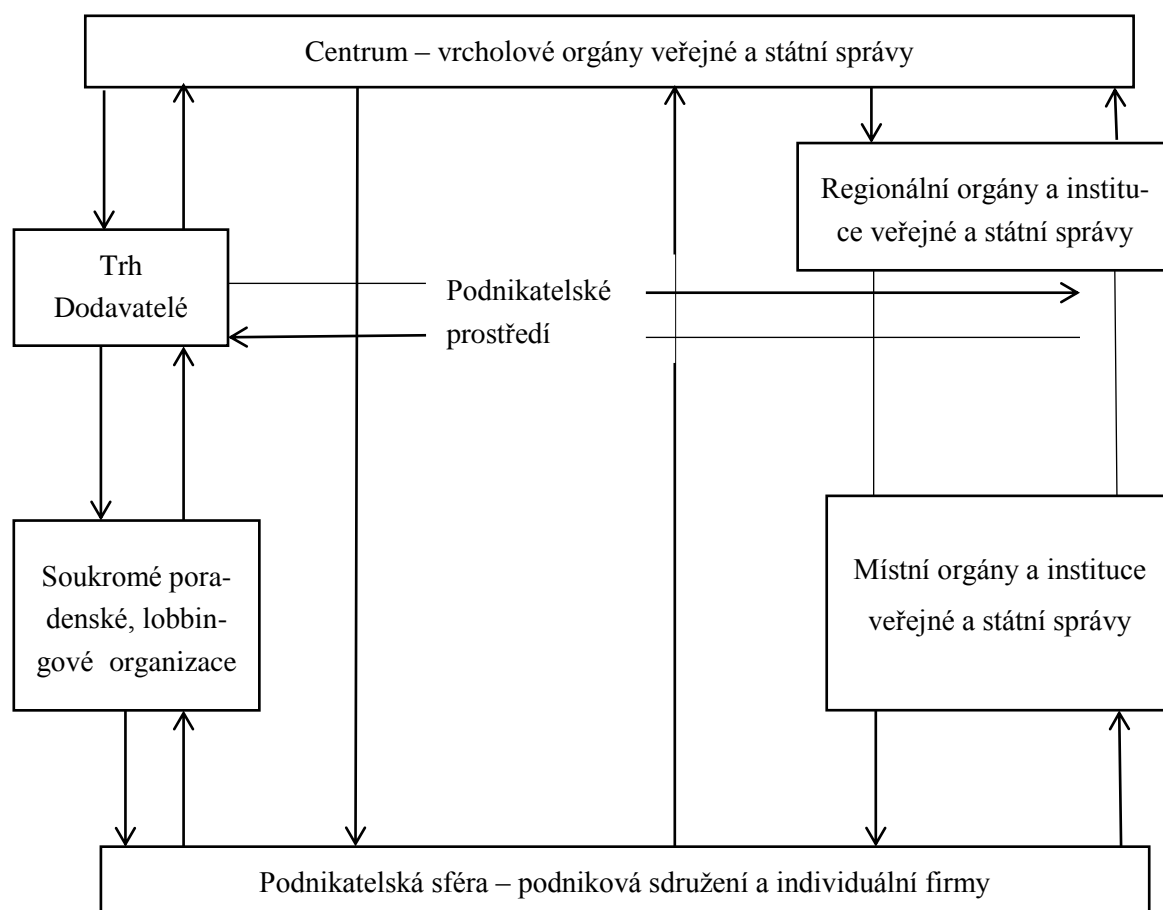 Centrum – vrcholové orgány veřejné a státní správy
Regionální orgány a institu-
ce veřejné a státní správy
Trh
Dodavatelé
Podnikatelské
prostředí
Soukromé pora-
denské, lobbin-
gové organizace
Místní orgány a instituce
veřejné a státní správy
Podnikatelská sféra – podniková sdružení a individuální firmy